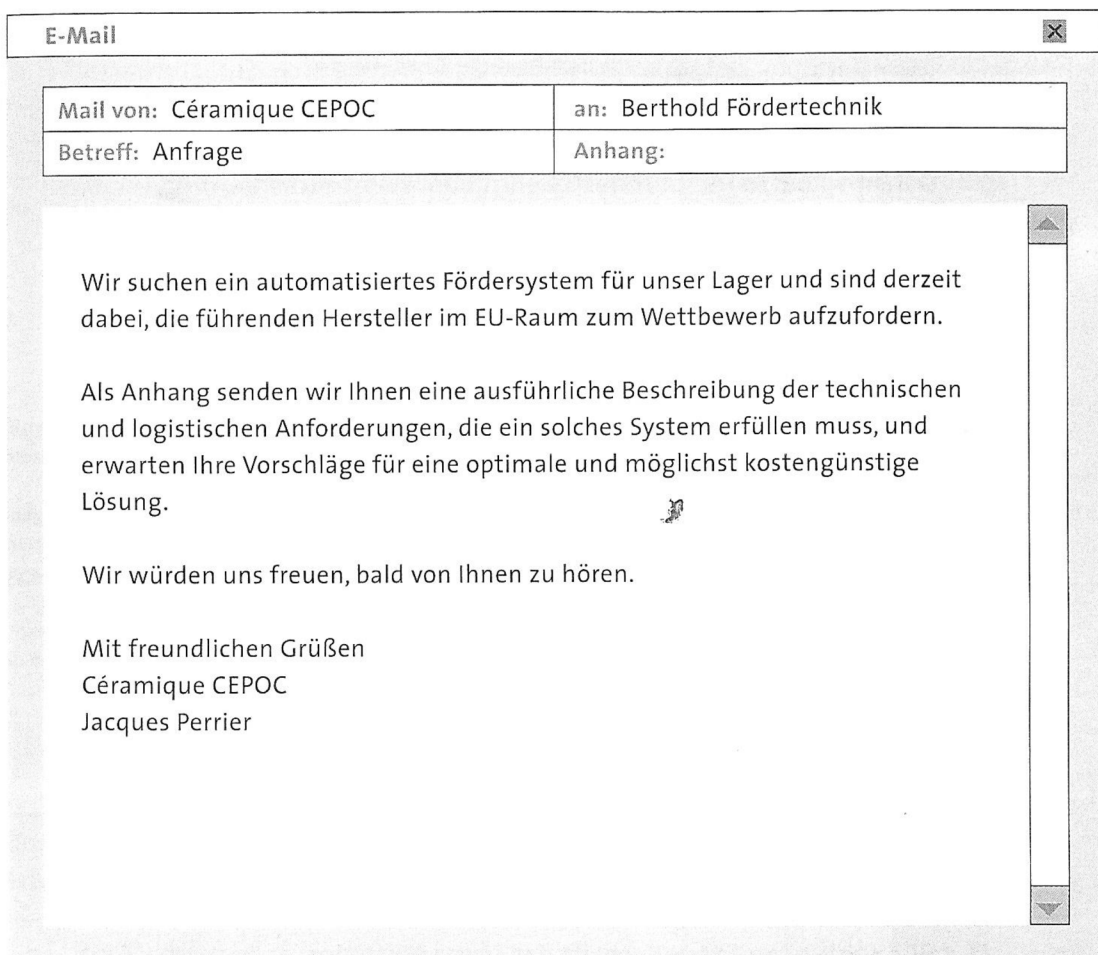 E-Mail
Mail von: Céramique CEPOC
an: Berthold Fördertechnik
Betreff: Anfrage
Anhang:
Wir suchen ein automatisiertes Fördersystem für unser Lager und sind derzeit
dabei, die führenden Hersteller im EU-Raum zum Wettbewerb aufzufordern.
Als Anhang senden wir Ihnen eine ausführliche Beschreibung der technischen
und logistischen Anforderungen, die ein solches System erfüllen muss, und
erwarten Ihre Vorschläge für eine optimale und möglichst kostengünstige
Lösung.
Wir würden uns freuen, bald von Ihnen zu hören.
Mit freundlichen Grüßen
Céramique CEPOC
Jacques Perrier